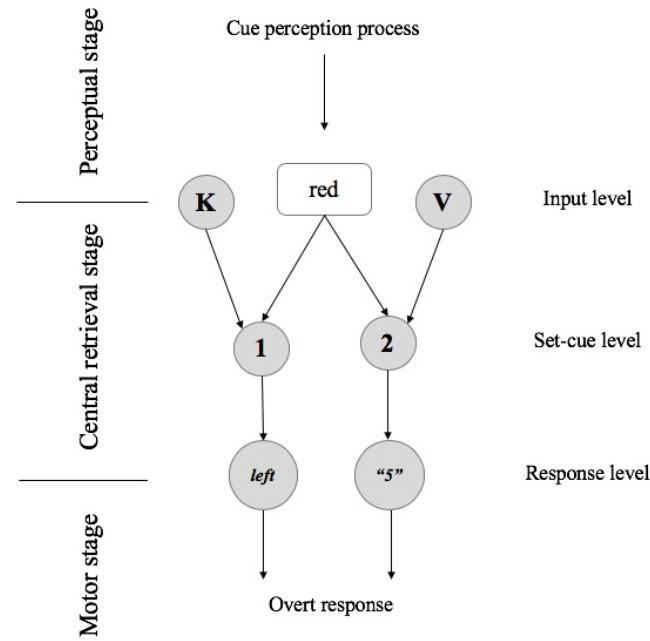 Cue perception process
Perceptual stage
K
red
V
Input level
Central retrieval stage
1
2
Set-cue level
left
“5”
Response level
Motor stage
Overt response